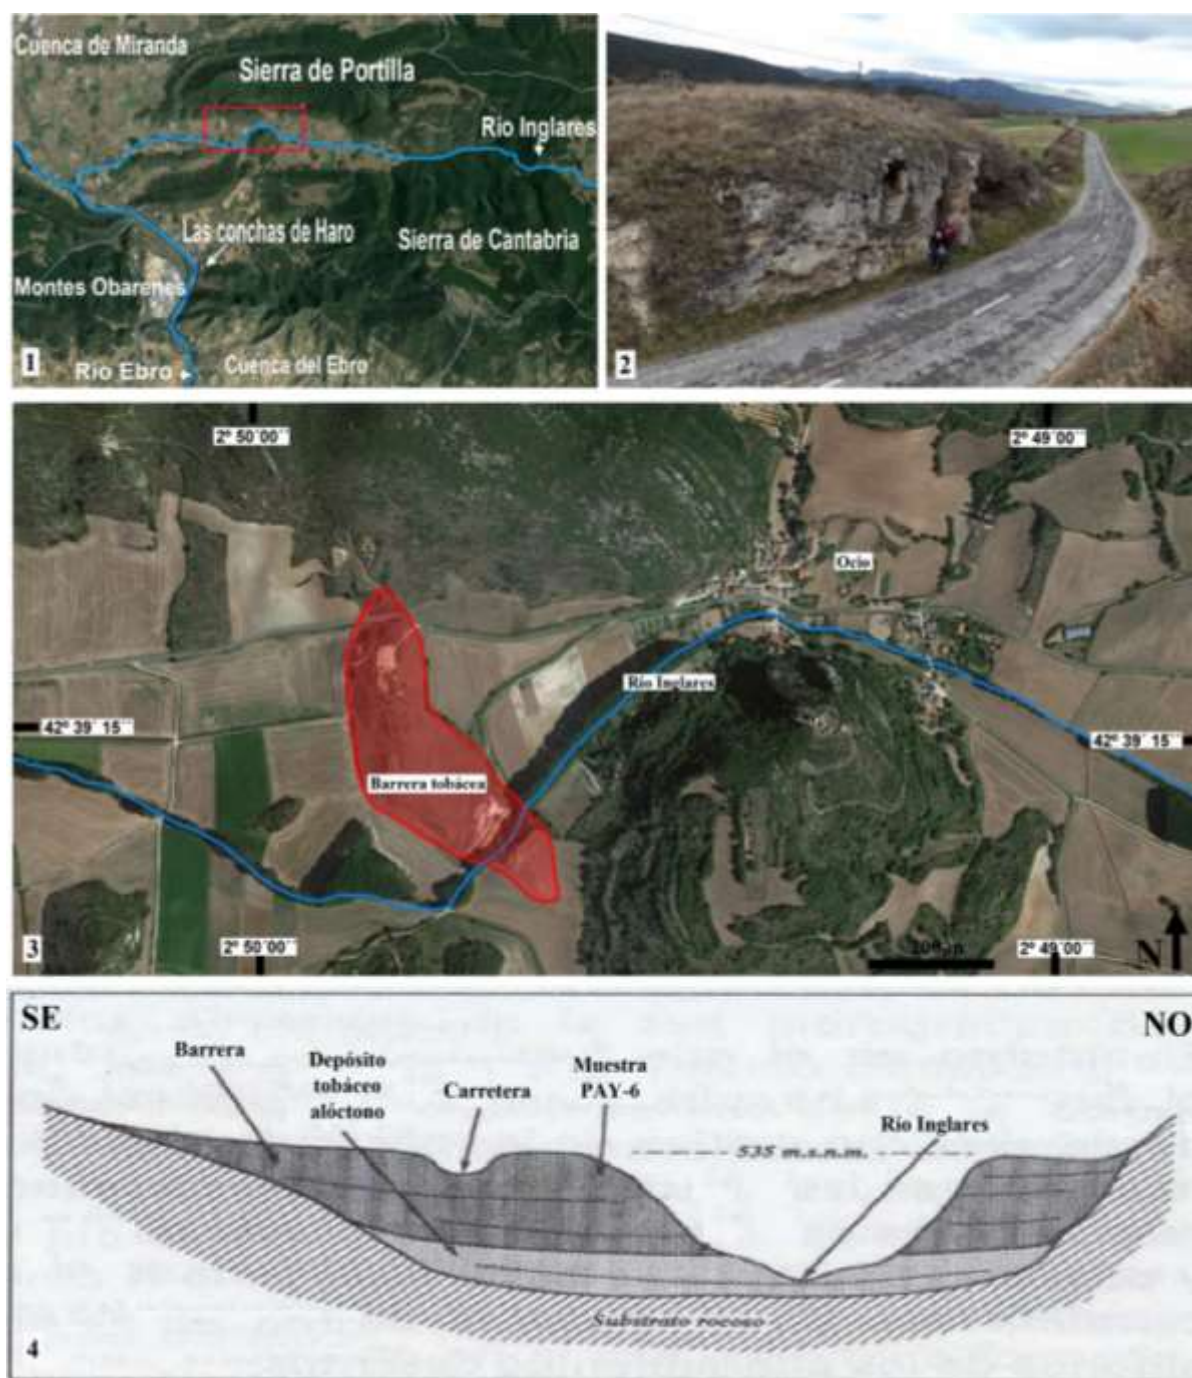 Cuenca de Miranda
Sierra de Portilla
Río Inglares
Las conchas de Haro
Sierra de Cantabria
Montes Obarenes
Río Ebro
Cuenca del Ebro
1
2
2º 50´00´´
2º 49´00´´
Ocio
Río Inglares
42º 39´ 15´´
42º 39´ 15´´
Barrera tobácea
2º 50´00´´
2º 49´00´´
N
3
SE
NO
Barrera
Depósito
tobáceo
alóctono
Carretera
Muestra
PAY-6
Río Inglares
535 m.s.n.m.
Substrato rocoso
4